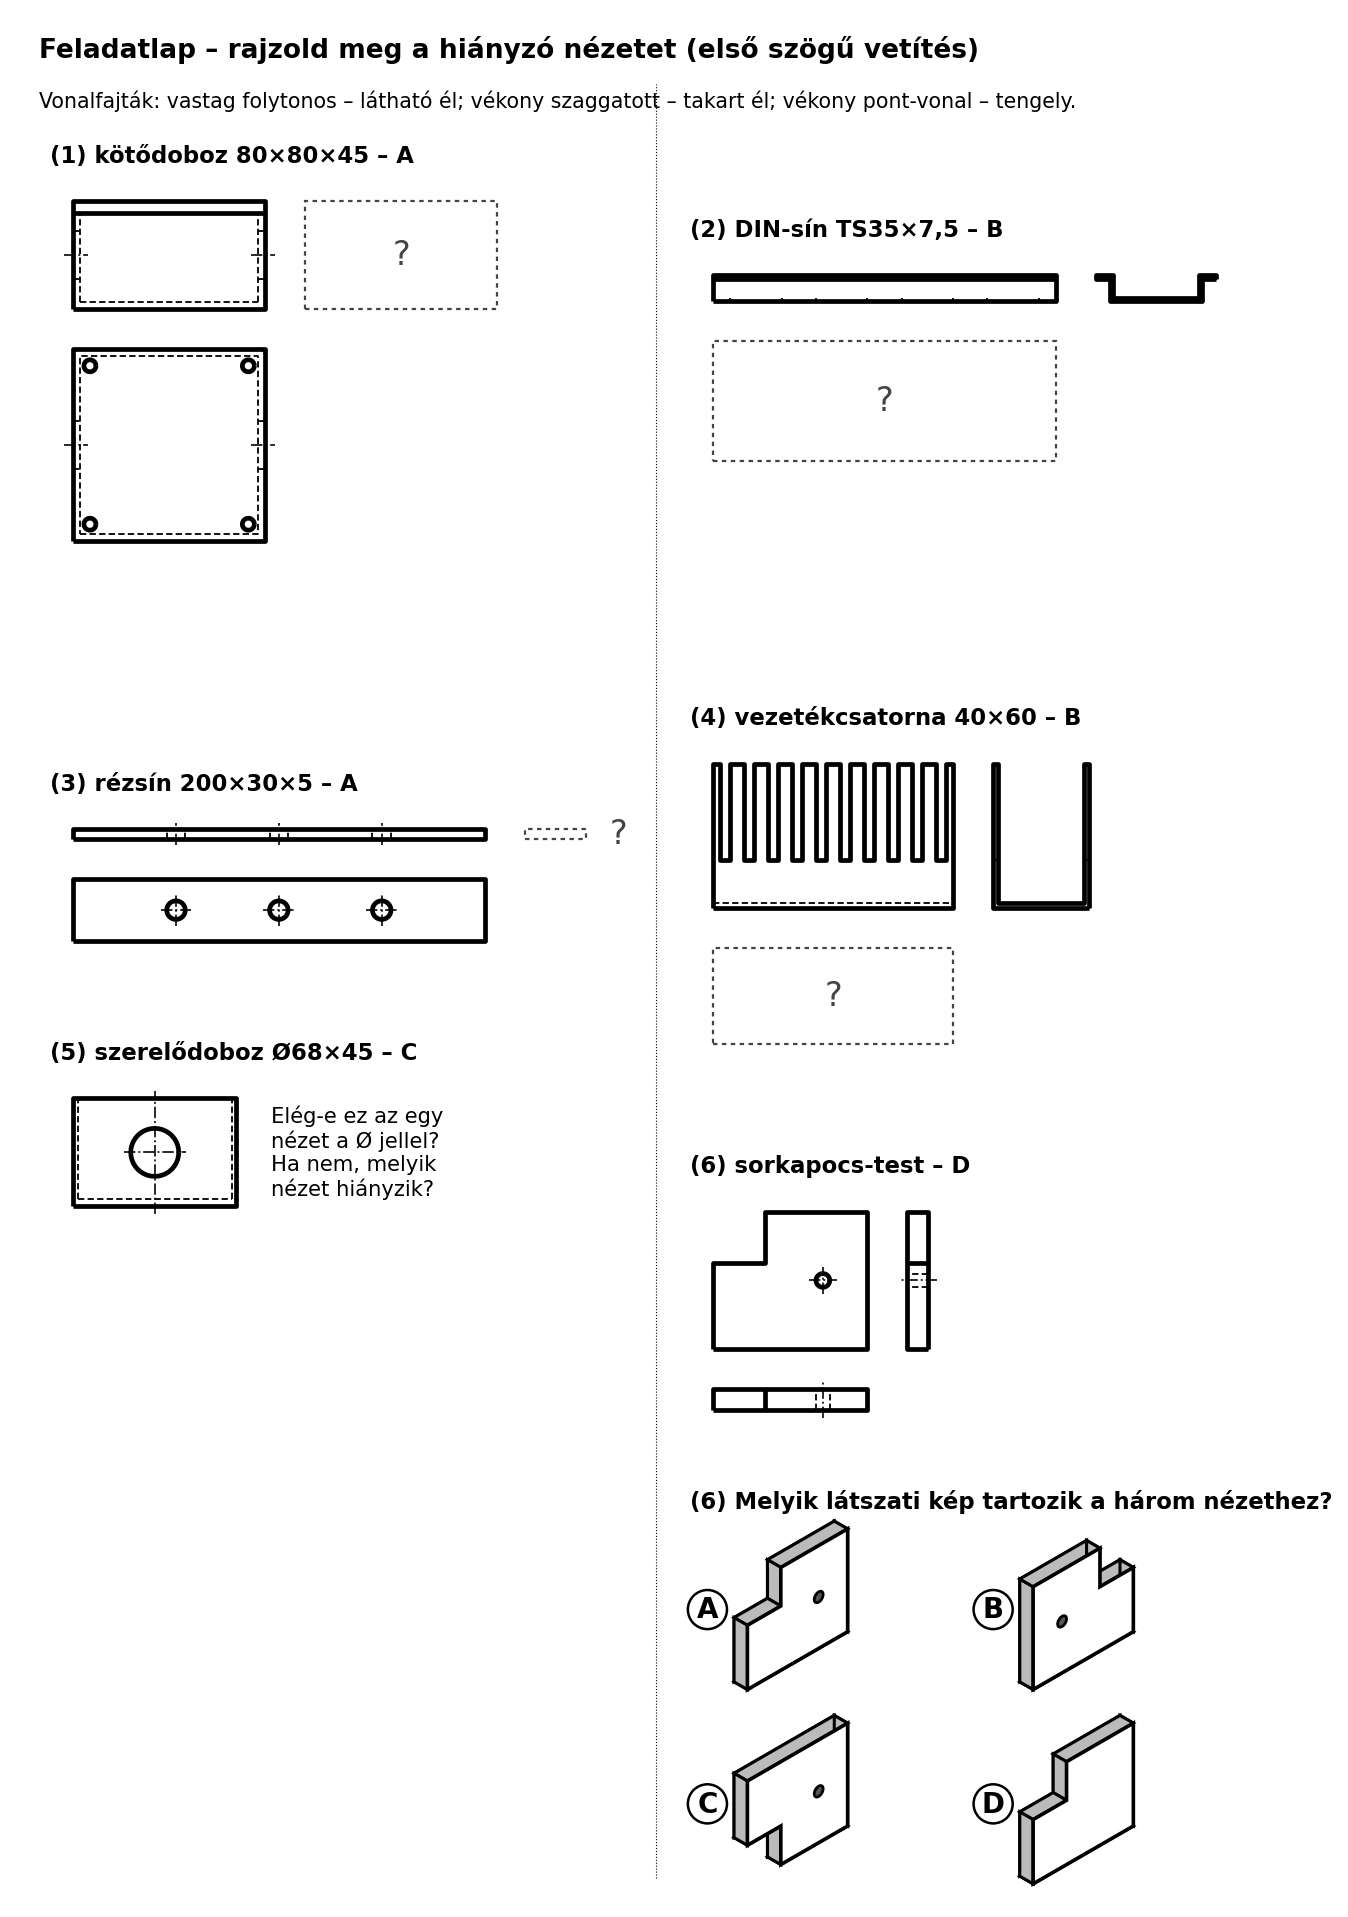 Feladatlap – rajzold meg a hiányzó nézetet (első szögű vetítés)
Vonalfajták: vastag folytonos – látható él; vékony szaggatott – takart él; vékony pont-vonal – tengely.
(1) kötődoboz 80×80×45 – A
?
(2) DIN-sín TS35×7,5 – B
?
(3) rézsín 200×30×5 – A
?
(4) vezetékcsatorna 40×60 – B
?
(5) szerelődoboz Ø68×45 – C
Elég-e ez az egy
nézet a Ø jellel?
Ha nem, melyik
nézet hiányzik?
(6) sorkapocs-test – D
(6) Melyik látszati kép tartozik a három nézethez?
A
B
C
D